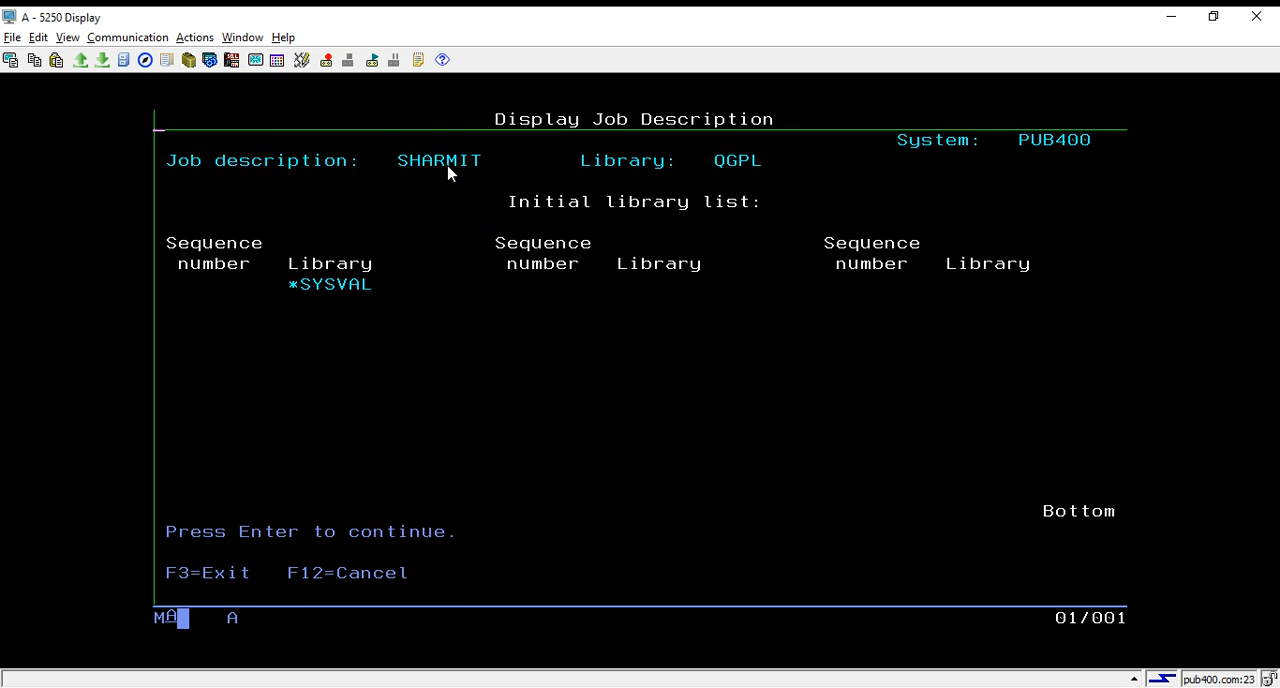 A - 5250 Display
File Edit View Communication Actions Window Help
Display Job Description
System: PUB400
Job description: SHARMIT Library: QGPL
Initial library list:
Sequence Sequence Sequence
number Library number Library number Library
*SYSVAL
Bottom
Press Enter to continue.
F3=Exit F12=Cancel
MA A 01/001
pub400.com:23